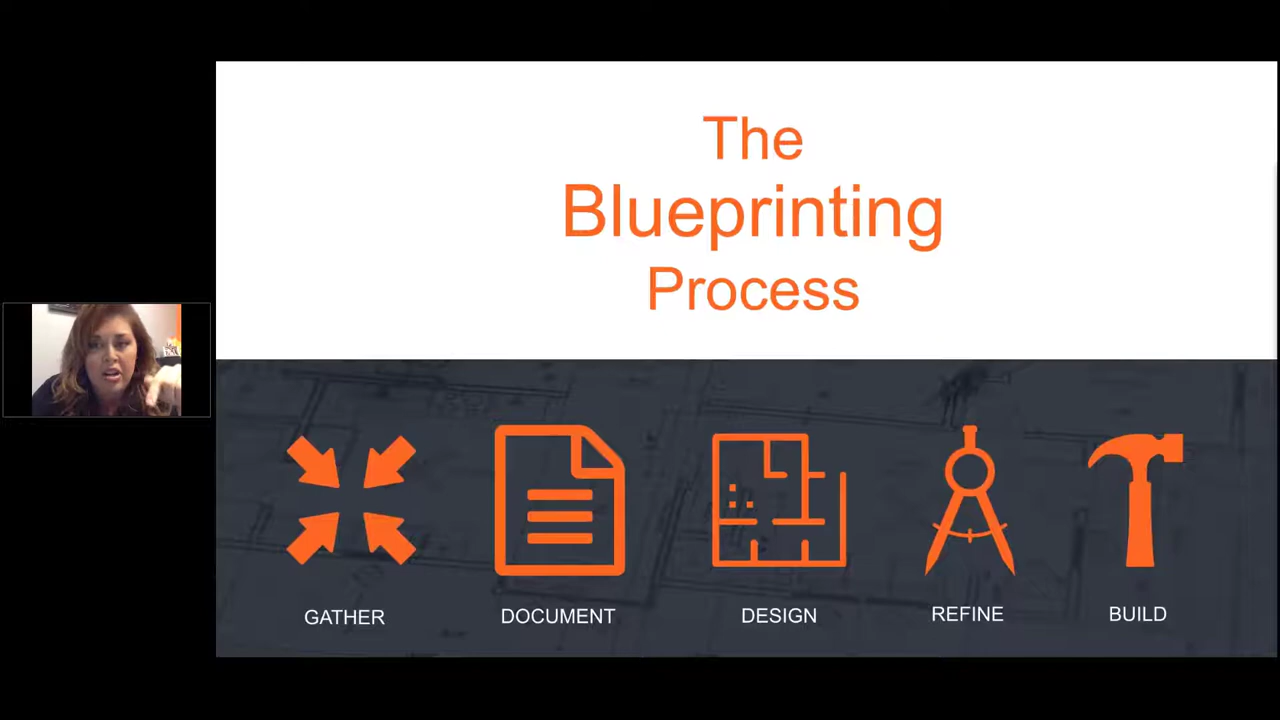 The
Blueprinting
Process
GATHER
DOCUMENT
DESIGN
REFINE
BUILD